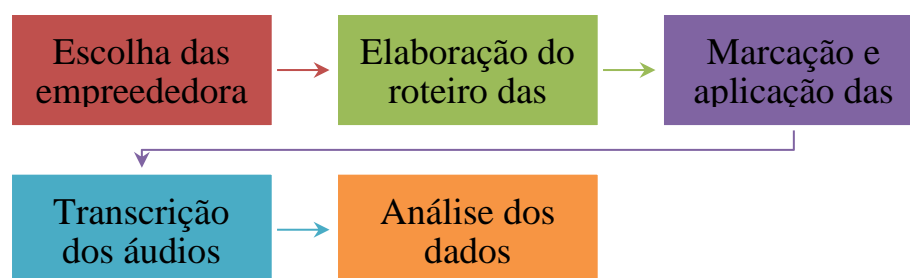 Escolha das
empreededora
Elaboração do
roteiro das
Marcação e
aplicação das
Transcrição
dos áudios
Análise dos
dados